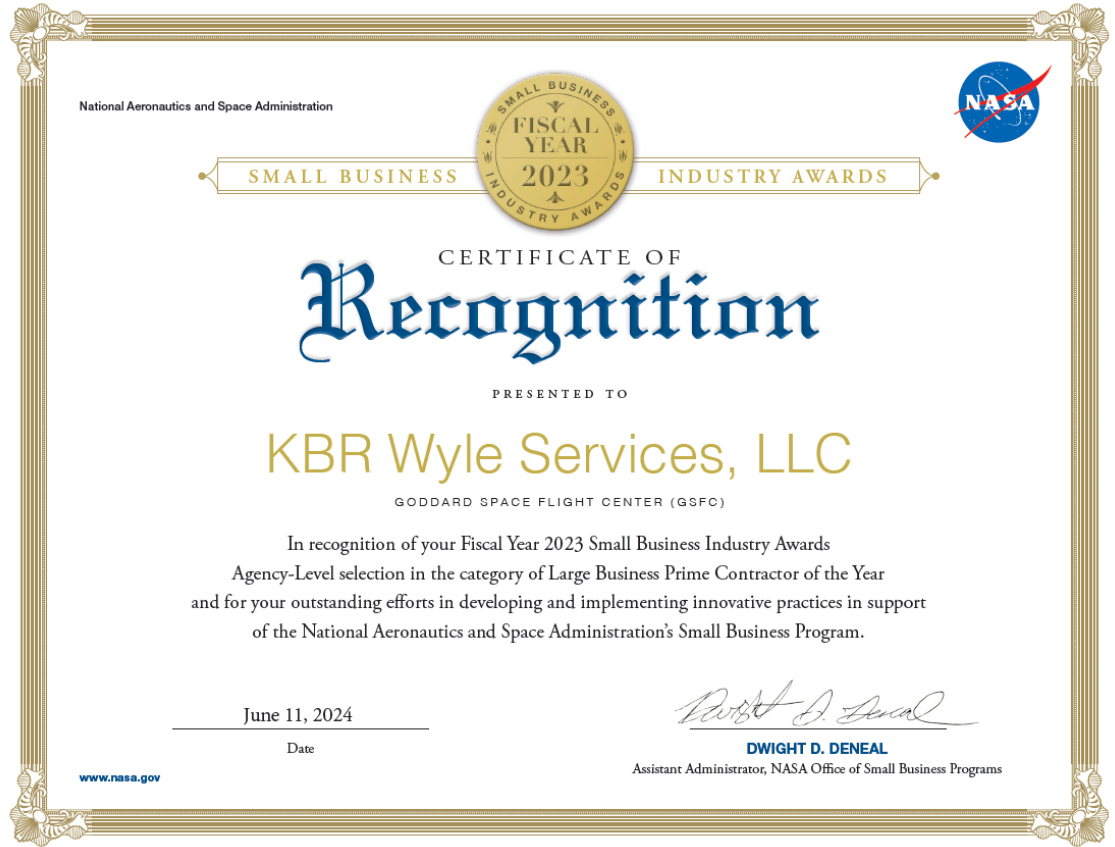 National Aeronautics and Space Administration
NASA
SMALL BUSINESS
FISCAL
YEAR
2023
INDUSTRY AWARDS
SMALL BUSINESS
INDUSTRY AWARDS
CERTIFICATE OF
Recognition
PRESENTED TO
KBR Wyle Services, LLC
GODDARD SPACE FLIGHT CENTER (GSFC)
In recognition of your Fiscal Year 2023 Small Business Industry Awards
Agency-Level selection in the category of Large Business Prime Contractor of the Year
and for your outstanding efforts in developing and implementing innovative practices in support
of the National Aeronautics and Space Administration’s Small Business Program.
June 11, 2024
Date
Dwight D. Deneal
DWIGHT D. DENEAL
Assistant Administrator, NASA Office of Small Business Programs
www.nasa.gov